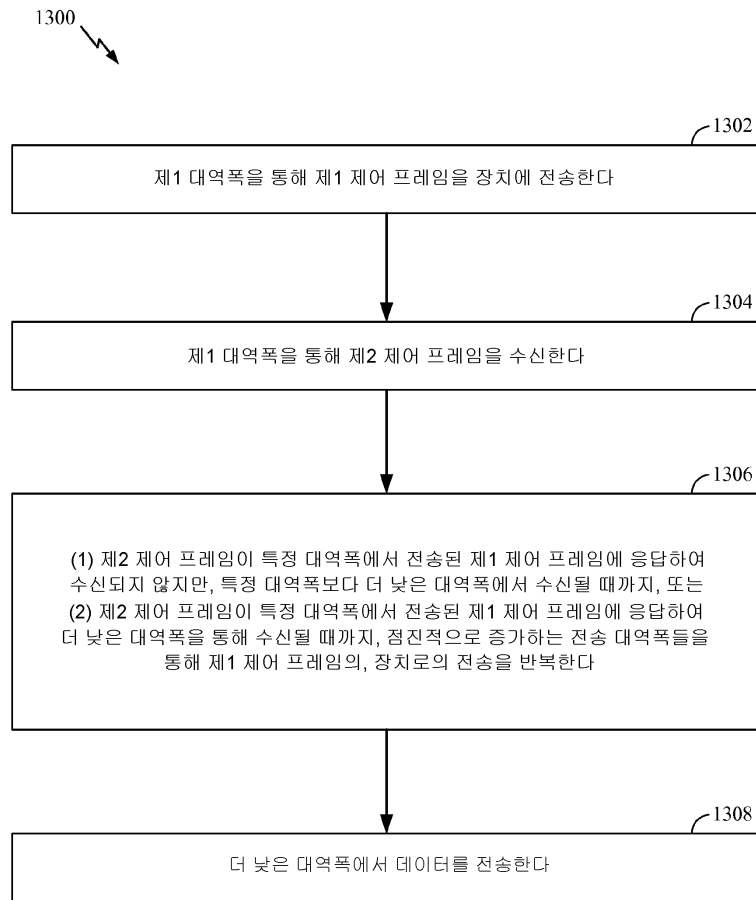 1300
1302
제1 대역폭을 통해 제1 제어 프레임을 장치에 전송한다
1304
제1 대역폭을 통해 제2 제어 프레임을 수신한다
1306
(1) 제2 제어 프레임이 특정 대역폭에서 전송된 제1 제어 프레임에 응답하여
수신되지 않지만, 특정 대역폭보다 더 낮은 대역폭에서 수신될 때까지, 또는
(2) 제2 제어 프레임이 특정 대역폭에서 전송된 제1 제어 프레임에 응답하여
더 낮은 대역폭을 통해 수신될 때까지, 점진적으로 증가하는 전송 대역폭들을
통해 제1 제어 프레임의, 장치로의 전송을 반복한다
1308
더 낮은 대역폭에서 데이터를 전송한다